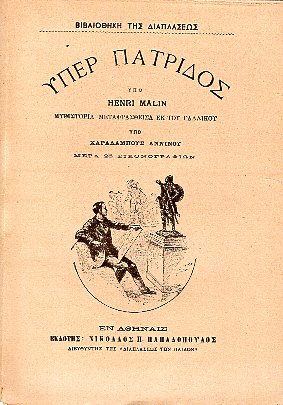 ΒΙΒΛΙΟΘΗΚΗ ΤΗΣ ΔΙΑΠΛΑΣΕΩΣ
ΥΠΕΡ ΠΑΤΡΙΔΟΣ
ΥΠΟ
HENRI MALIN
ΜΥΘΙΣΤΟΡΙΑ ΜΕΤΑΦΡΑΣΘΕΙΣΑ ΕΚ ΤΟΥ ΓΑΛΛΙΚΟΥ
ΥΠΟ
ΧΑΡΑΛΑΜΠΟΥΣ ΑΝΝΙΝΟΥ
ΜΕΤΑ 25 ΕΙΚΟΝΟΓΡΑΦΙΩΝ
ΕΝ ΑΘΗΝΑΙΣ
ΕΚΔΟΤΗΣ: ΝΙΚΟΛΑΟΣ Π. ΠΑΠΑΔΟΠΟΥΛΟΣ
ΔΙΕΥΘΥΝΤΗΣ ΤΗΣ «ΔΙΑΠΛΑΣΕΩΣ ΤΩΝ ΠΑΙΔΩΝ»